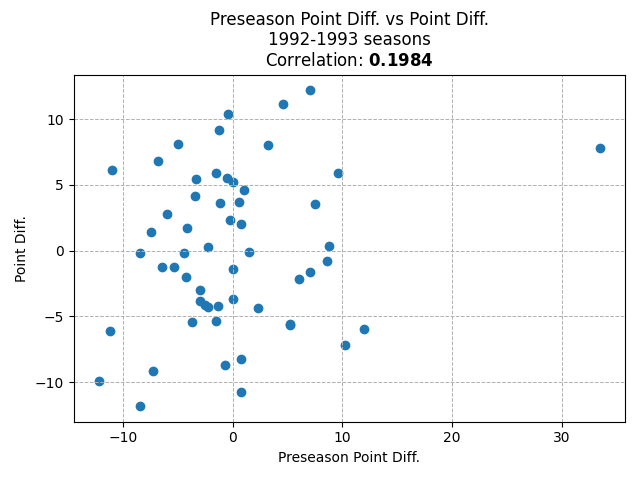 Preseason Point Diff. vs Point Diff.
1992-1993 seasons
Correlation: 0.1984
10
5
0
−5
−10
Point Diff.
−10
0
10
20
30
Preseason Point Diff.